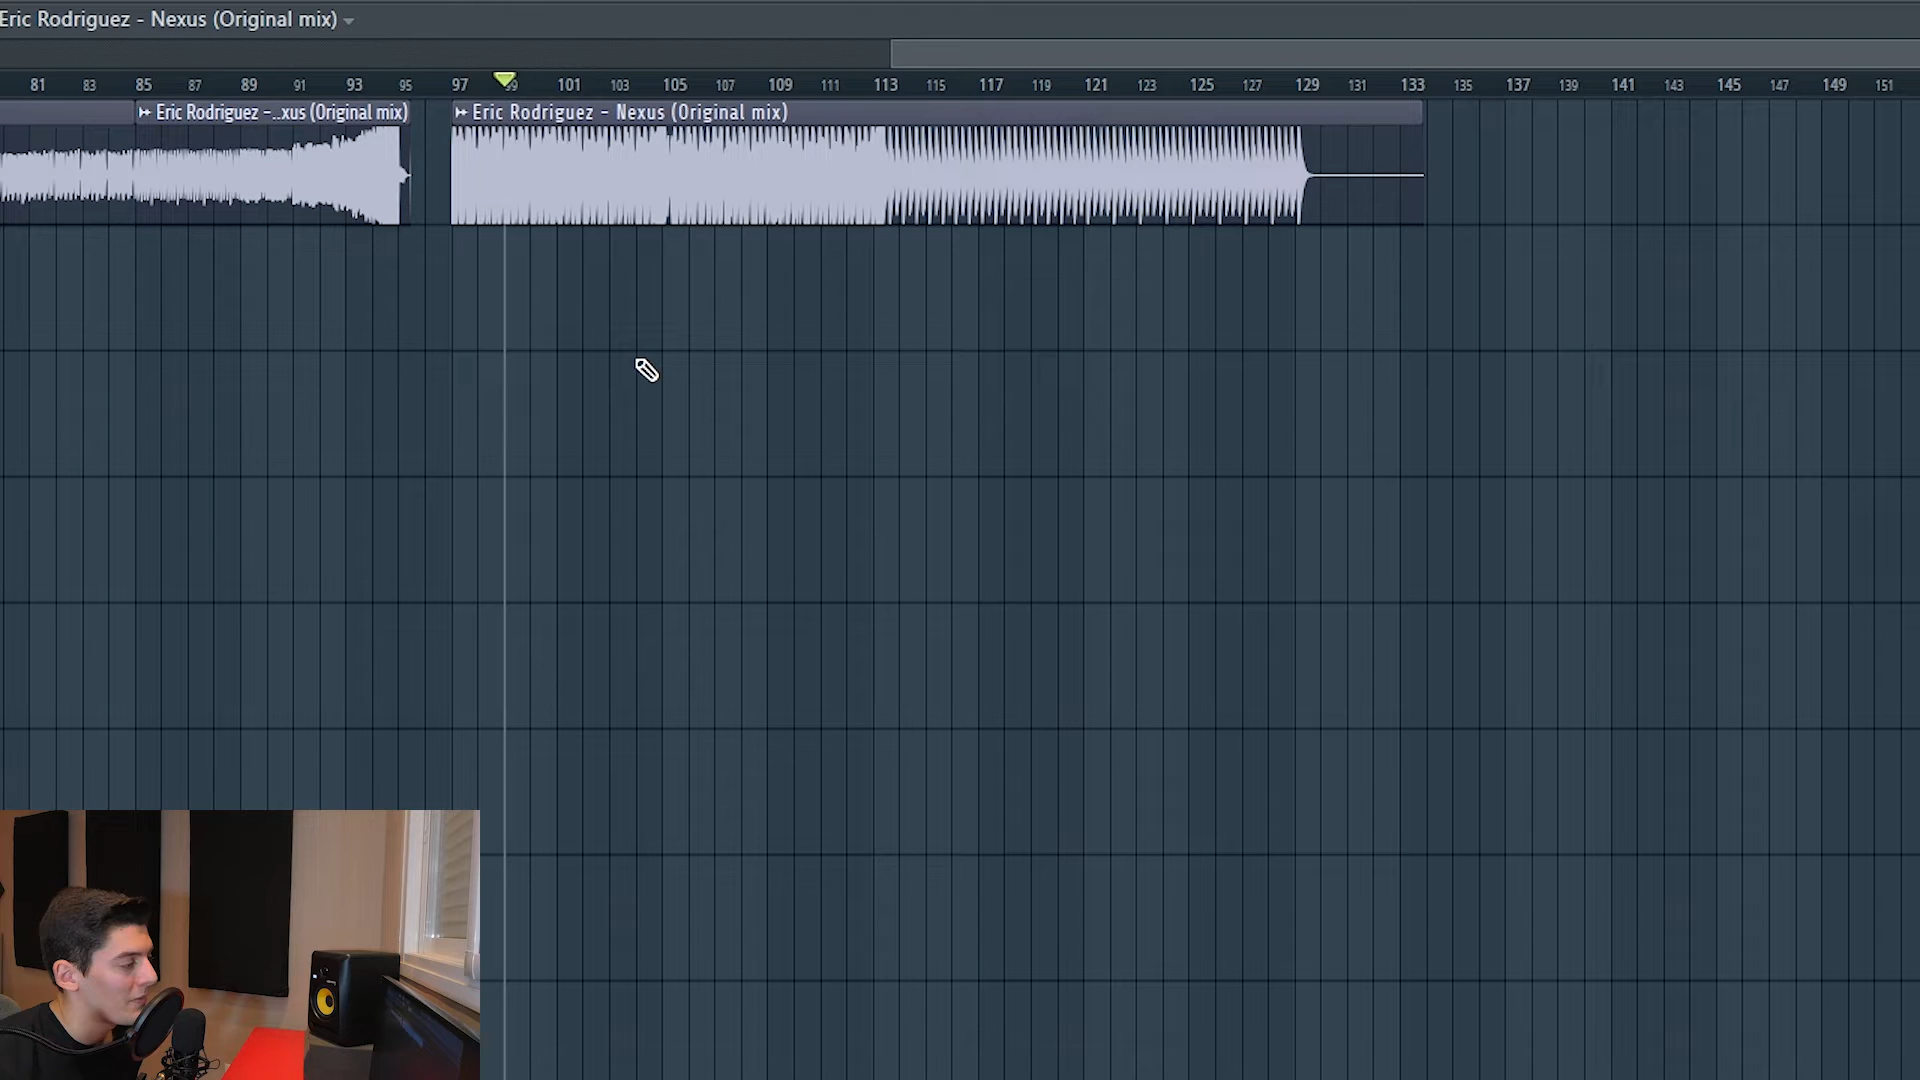 Eric Rodriguez - Nexus (Original mix)
81 83 85 87 89 91 93 95 97 99 101 103 105 107 109 111 113 115 117 119 121 123 125 127 129 131 133 135 137 139 141 143 145 147 149 151
Eric Rodriguez -..xus (Original mix) Eric Rodriguez - Nexus (Original mix)